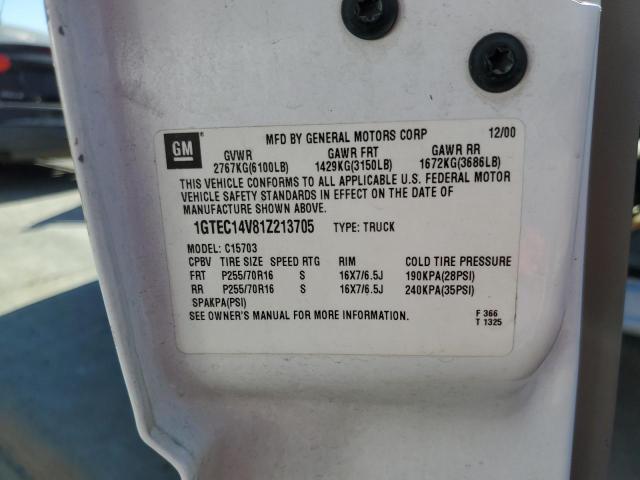 GM
MFD BY GENERAL MOTORS CORP 12/00
GVWR GAWR FRT GAWR RR
2767KG(6100LB) 1429KG(3150LB) 1672KG(3686LB)
THIS VEHICLE CONFORMS TO ALL APPLICABLE U.S. FEDERAL MOTOR
VEHICLE SAFETY STANDARDS IN EFFECT ON THE DATE OF
MANUFACTURE SHOWN ABOVE.
1GTEC14V81Z213705 TYPE: TRUCK
MODEL: C15703
CPBV TIRE SIZE SPEED RTG RIM COLD TIRE PRESSURE
FRT P255/70R16 S 16X7/6.5J 190KPA(28PSI)
RR P255/70R16 S 16X7/6.5J 240KPA(35PSI)
SPAKPA(PSI)
SEE OWNER'S MANUAL FOR MORE INFORMATION.
F 366
T 1325